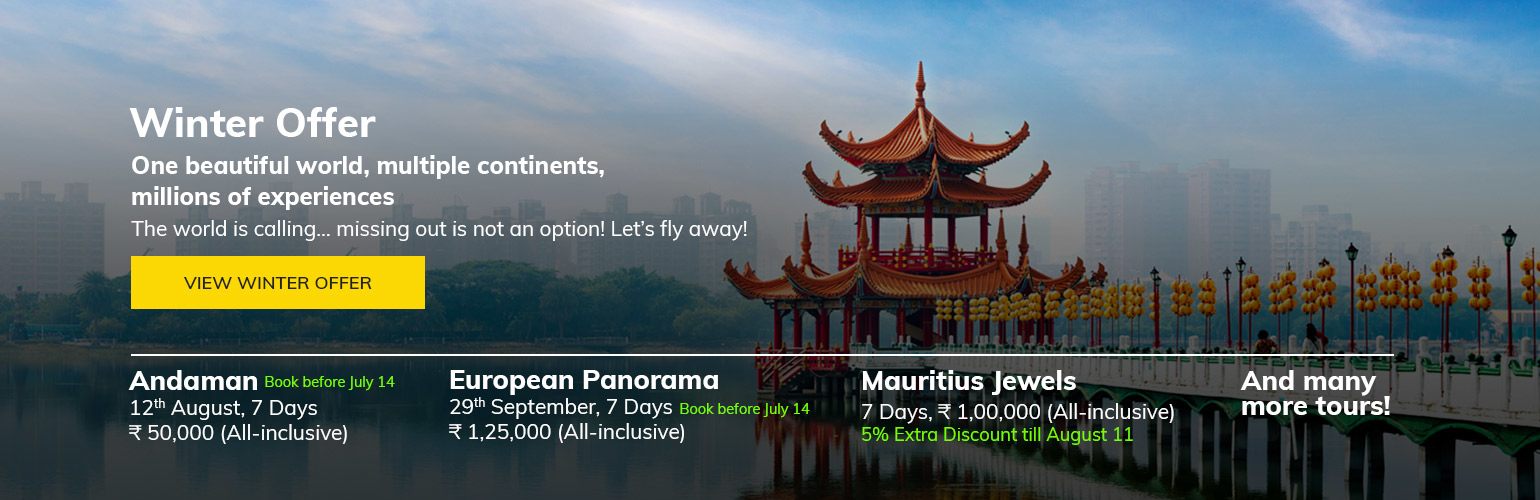 Winter Offer
One beautiful world, multiple continents,
millions of experiences
The world is calling... missing out is not an option! Let's fly away!
VIEW WINTER OFFER
Andaman Book before July 14
12th August, 7 Days
₹ 50,000 (All-inclusive)
European Panorama
29th September, 7 Days Book before July 14
₹ 1,25,000 (All-inclusive)
Mauritius Jewels
7 Days, ₹ 1,00,000 (All-inclusive)
5% Extra Discount till August 11
And many
more tours!